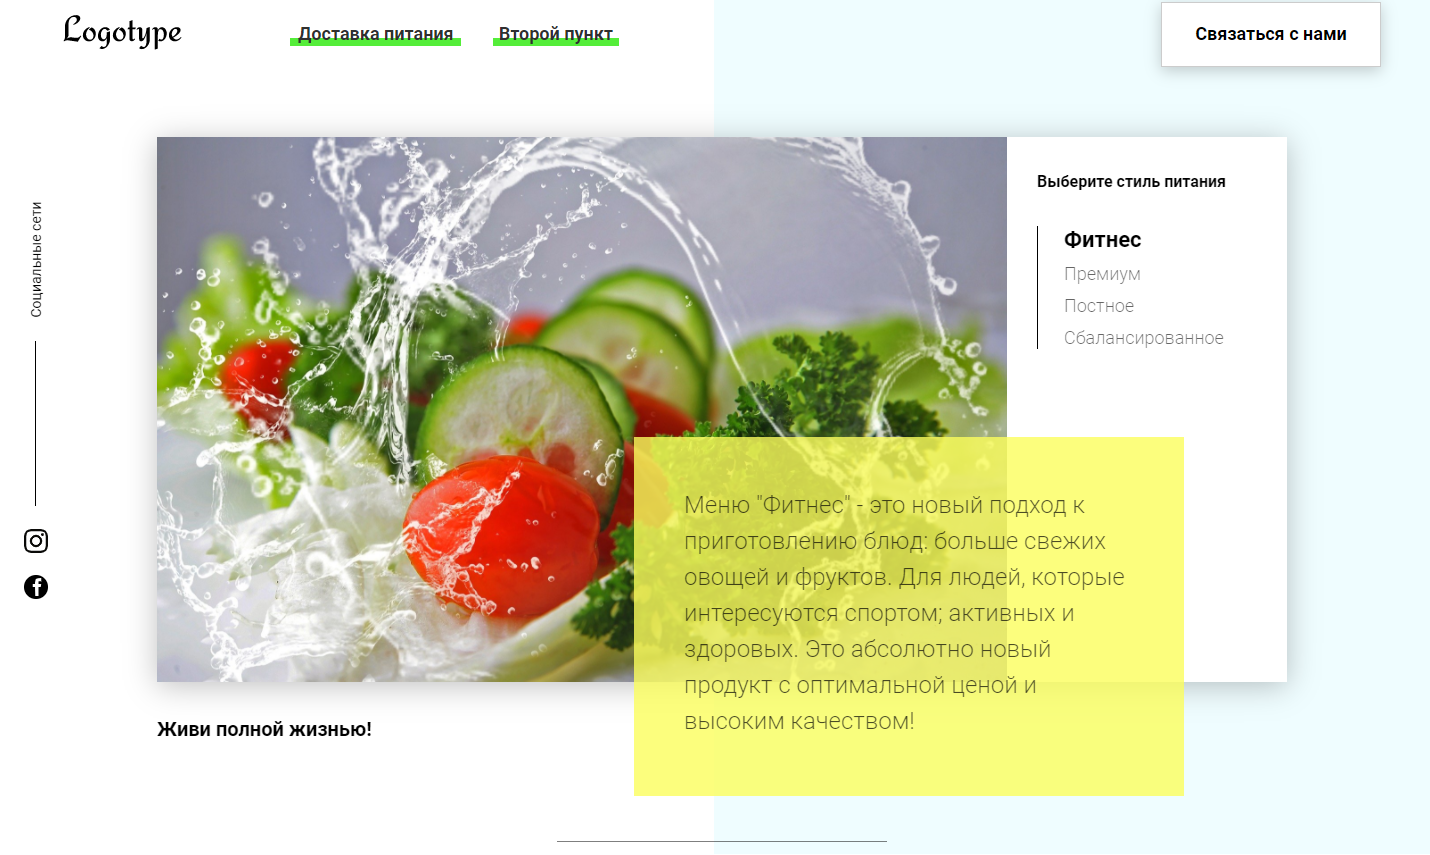 Logotype
Доставка питания
Второй пункт
Связаться с нами
Социальные сети
Выберите стиль питания
Фитнес
Премиум
Постное
Сбалансированное
Меню "Фитнес" - это новый подход к
приготовлению блюд: больше свежих
овощей и фруктов. Для людей, которые
интересуются спортом; активных и
здоровых. Это абсолютно новый
продукт с оптимальной ценой и
высоким качеством!
Живи полной жизнью!